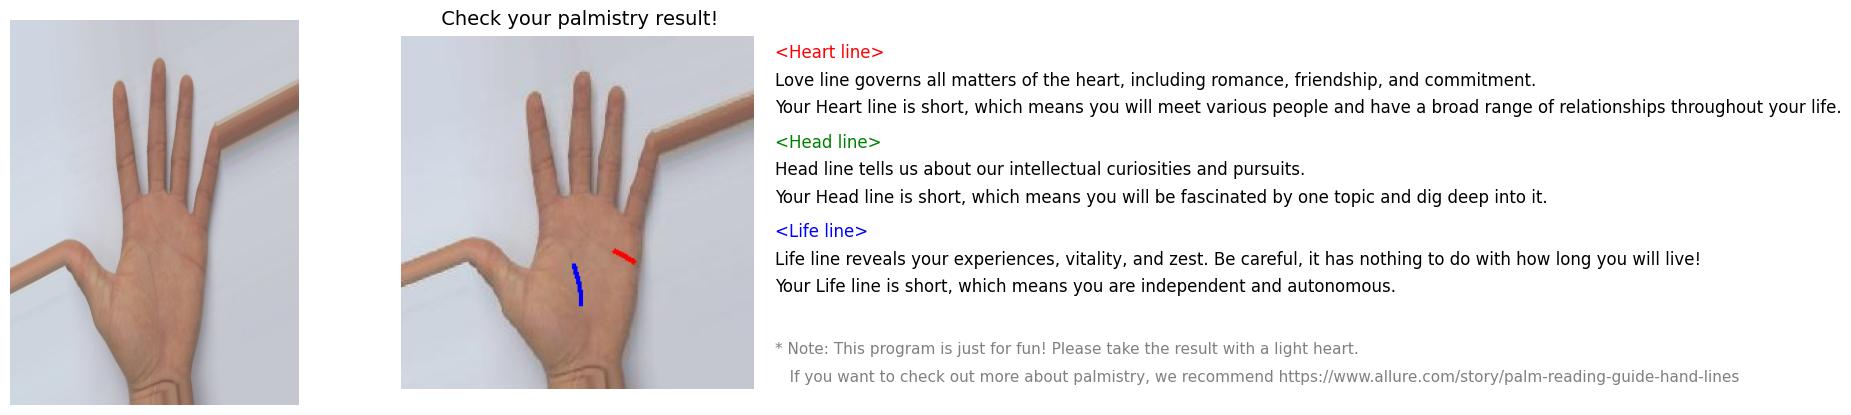 Check your palmistry result!
<Heart line>
Love line governs all matters of the heart, including romance, friendship, and commitment.
Your Heart line is short, which means you will meet various people and have a broad range of relationships throughout your life.
<Head line>
Head line tells us about our intellectual curiosities and pursuits.
Your Head line is short, which means you will be fascinated by one topic and dig deep into it.
<Life line>
Life line reveals your experiences, vitality, and zest. Be careful, it has nothing to do with how long you will live!
Your Life line is short, which means you are independent and autonomous.
* Note: This program is just for fun! Please take the result with a light heart.
If you want to check out more about palmistry, we recommend https://www.allure.com/story/palm-reading-guide-hand-lines